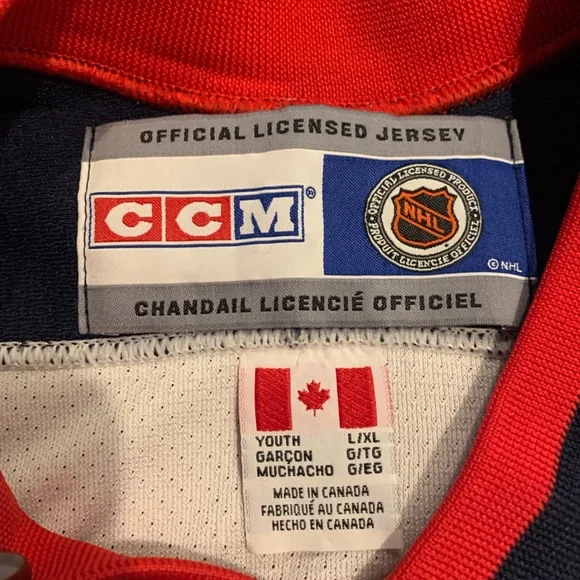 OFFICIAL LICENSED JERSEY
CCM®
OFFICIAL LICENSED PRODUCT
NHL
PRODUIT LICENCIÉ OFFICIEL
© NHL
CHANDAIL LICENCIÉ OFFICIEL
YOUTH L/XL
GARÇON G/TG
MUCHACHO G/EG
MADE IN CANADA
FABRIQUÉ AU CANADA
HECHO EN CANADA